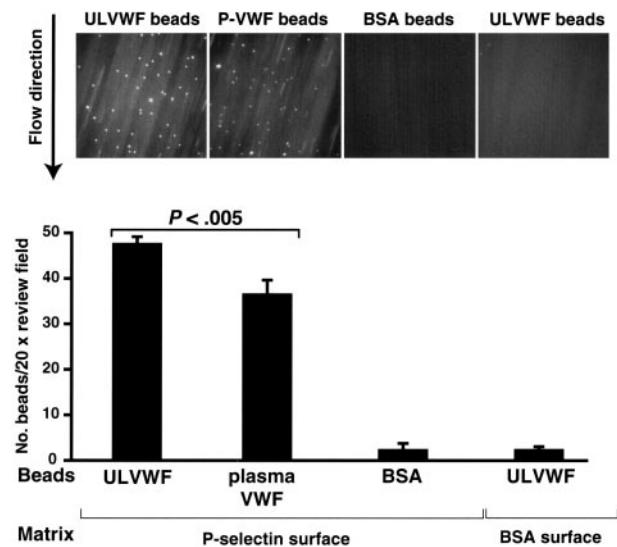 ULVWF beads P-VWF beads BSA beads ULVWF beads
Flow direction
P < .005
No. beads/20 x review field
50
40
30
20
10
0
Beads ULVWF plasma VWF BSA ULVWF
Matrix P-selectin surface BSA surface